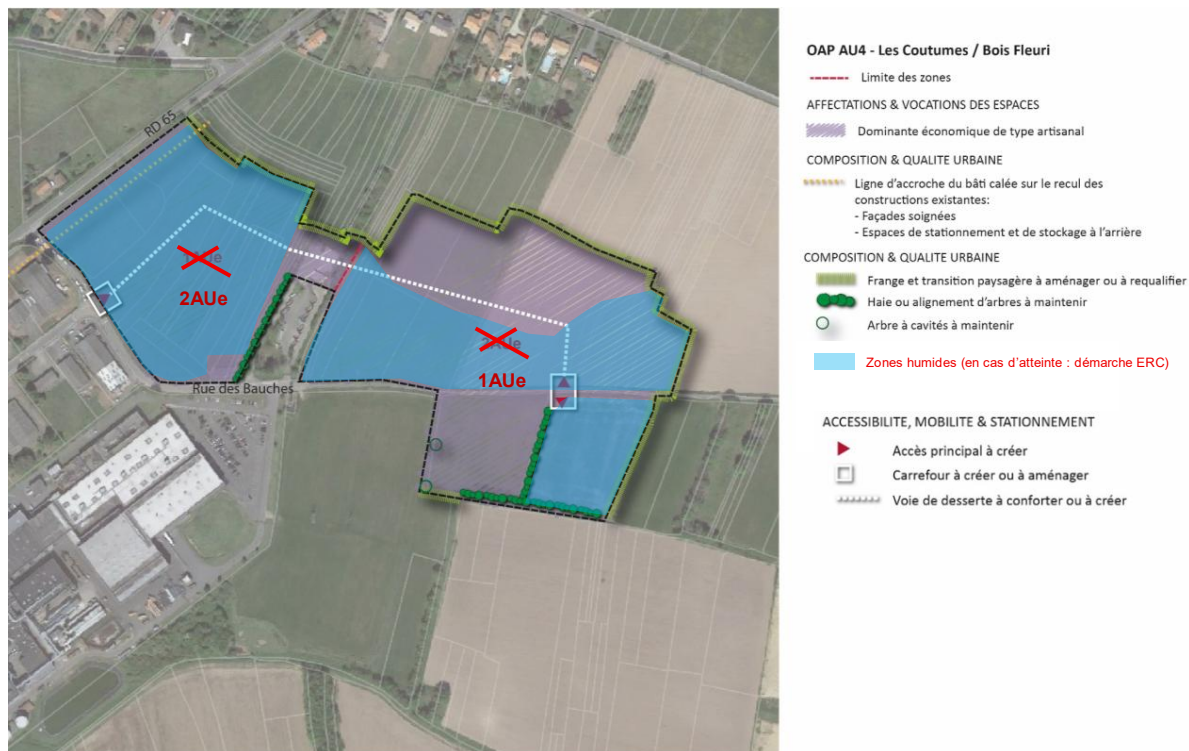 OAP AU4 - Les Coutumes / Bois Fleuri
Limite des zones
AFFECTATIONS & VOCATIONS DES ESPACES
Dominante économique de type artisanal
COMPOSITION & QUALITE URBAINE
Ligne d'accroche du bâti calée sur le recul des
constructions existantes:
- Façades soignées
- Espaces de stationnement et de stockage à l'arrière
COMPOSITION & QUALITE URBAINE
Frange et transition paysagère à aménager ou à requalifier
Haie ou alignement d'arbres à maintenir
Arbre à cavités à maintenir
Zones humides (en cas d'atteinte : démarche ERC)
ACCESSIBILITE, MOBILITE & STATIONNEMENT
Accès principal à créer
Carrefour à créer ou à aménager
Voie de desserte à conforter ou à créer
RD 65
1AUe
2AUe
2AUe
1AUe
Rue des Bauches